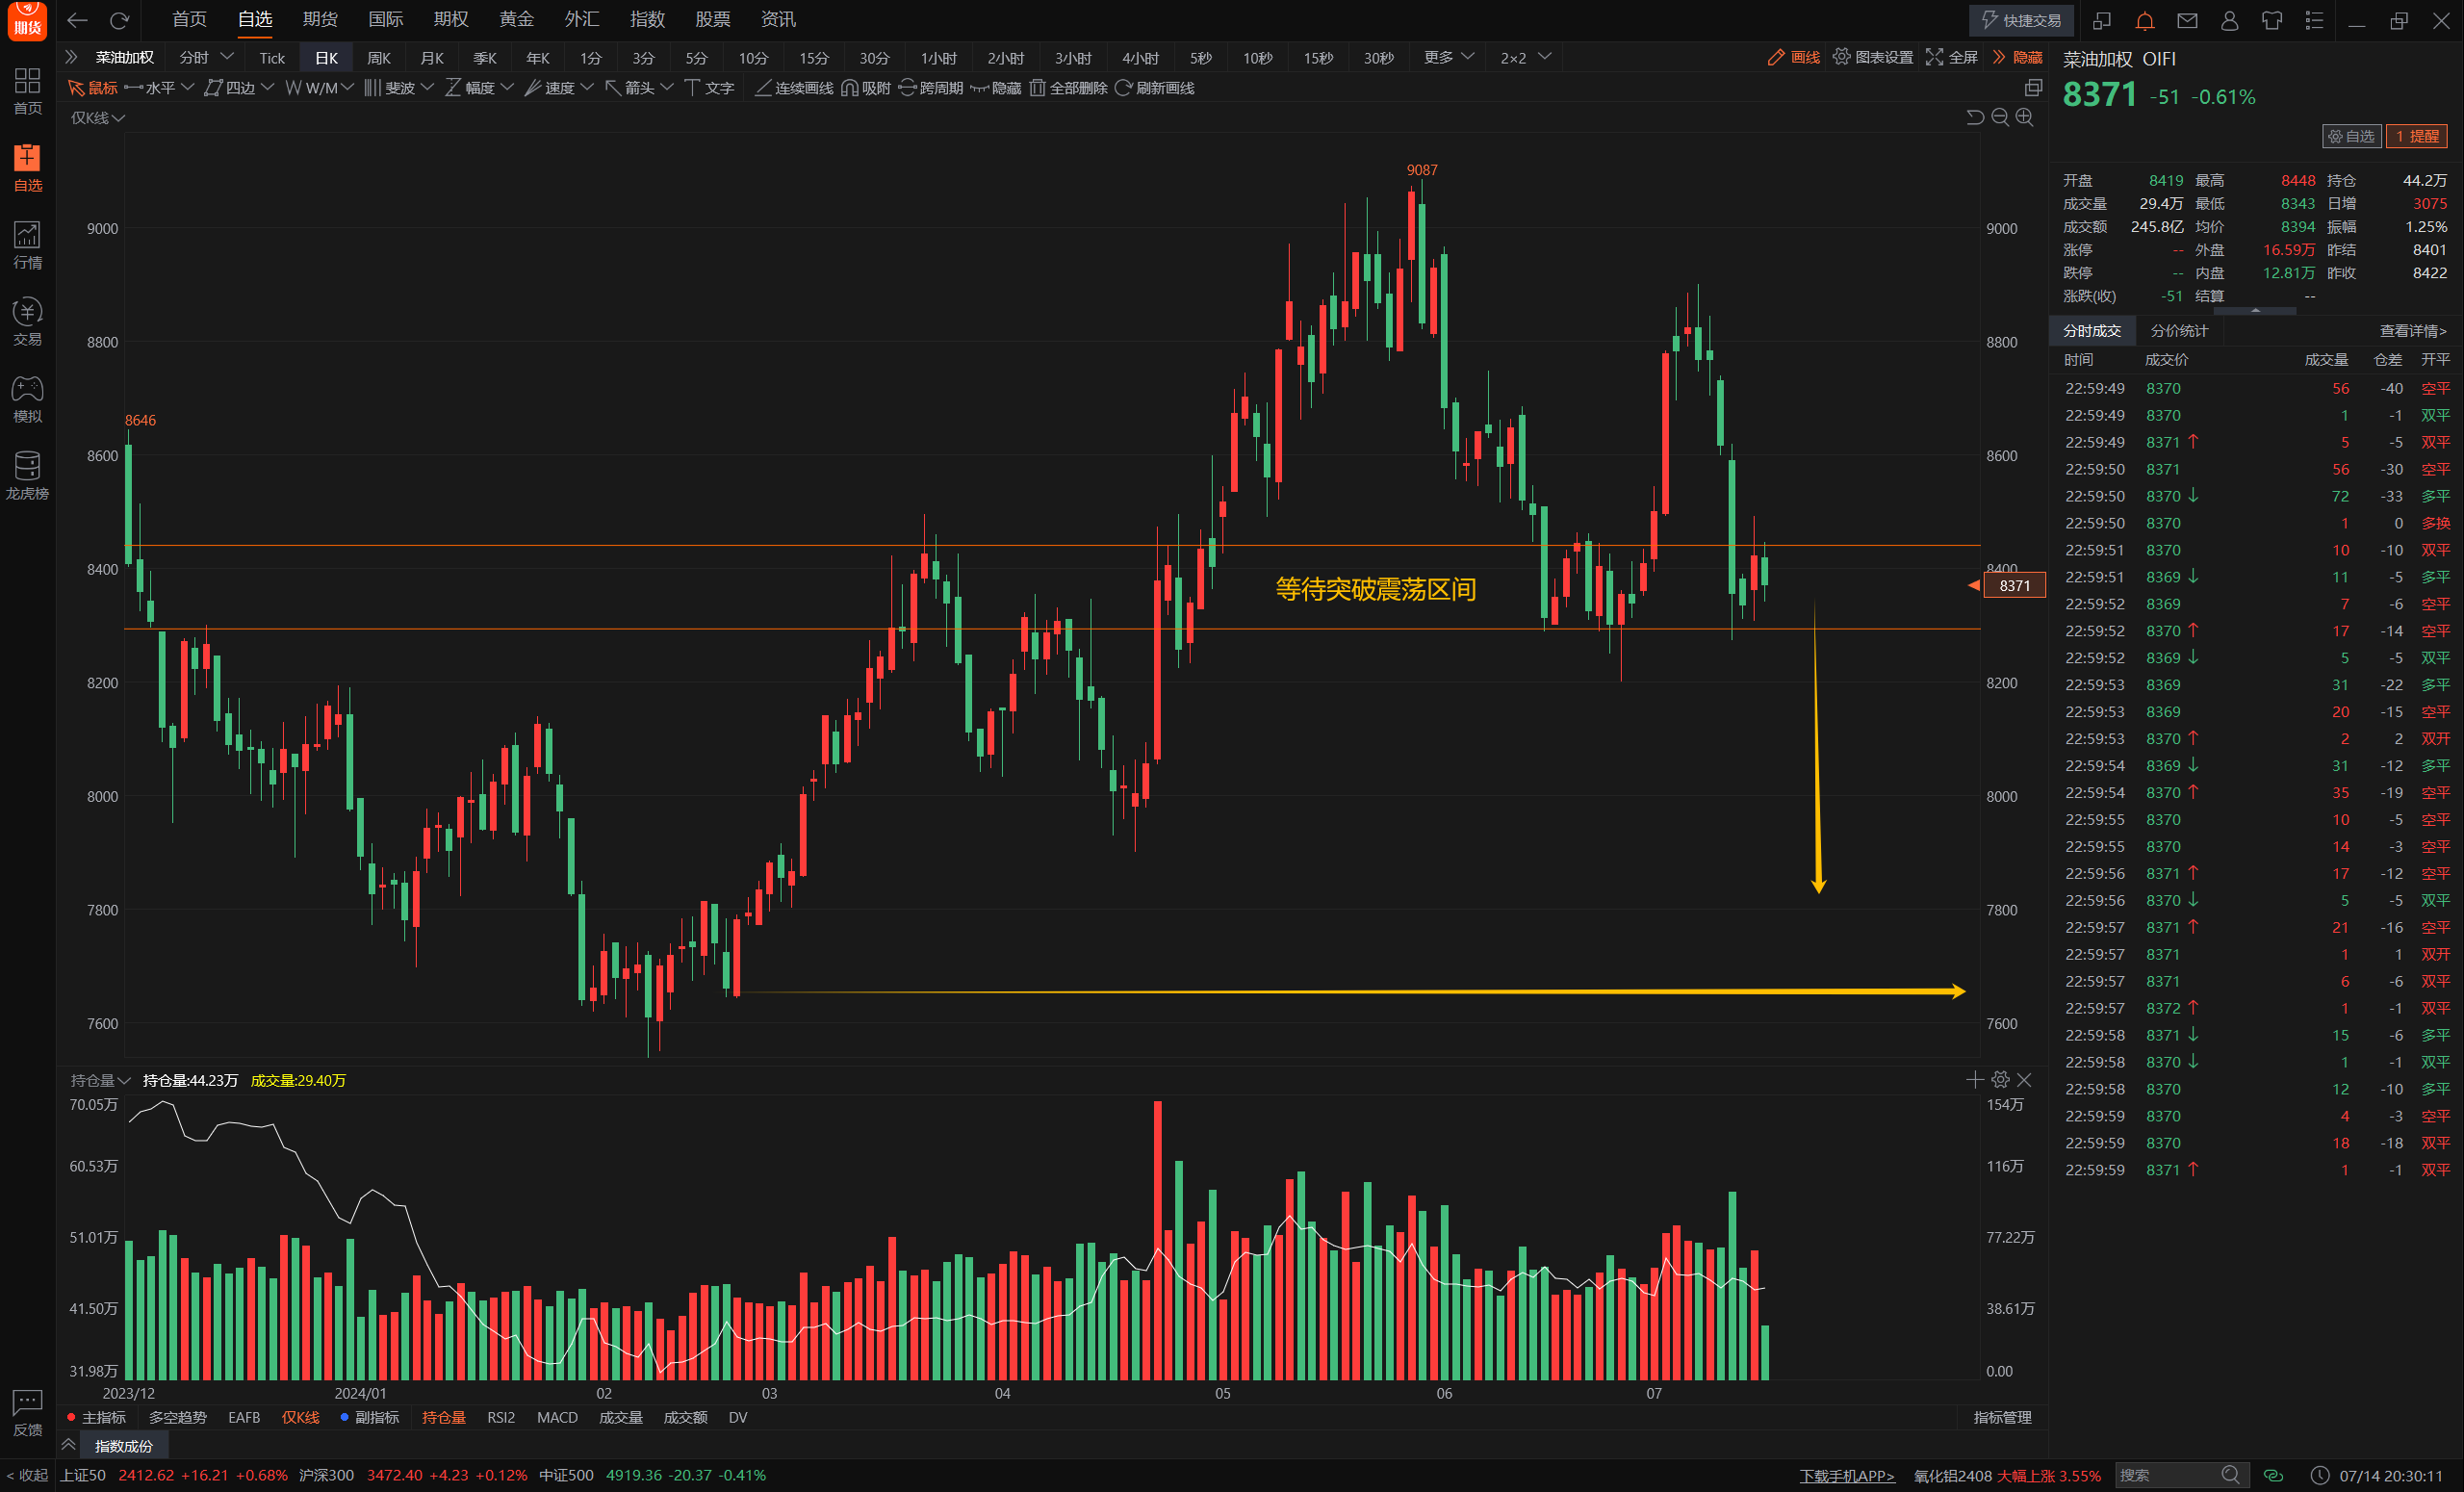 期货
首页 自选 期货 国际 期权 黄金 外汇 指数 股票 资讯
快捷交易
菜油加权 分时 Tick 日K 周K 月K 季K 年K 1分 3分 5分 10分 15分 30分 1小时 2小时 3小时 4小时 5秒 10秒 15秒 30秒 更多 2×2
画线 图表设置 全屏 隐藏
鼠标 水平 四边 W/M 斐波 幅度 速度 箭头 文字 连续画线 吸附 跨周期 隐藏 全部删除 刷新画线
首页
自选
行情
交易
模拟
龙虎榜
反馈
仅K线
9087
8646
9000
8800
8600
8400
8200
8000
7800
7600
9000
8800
8600
8400
8371
8200
8000
7800
7600
等待突破震荡区间
持仓量 持仓量:44.23万 成交量:29.40万
70.05万
60.53万
51.01万
41.50万
31.98万
154万
116万
77.22万
38.61万
0.00
2023/12 2024/01 02 03 04 05 06 07
主指标 多空趋势 EAFB 仅K线 副指标 持仓量 RSI2 MACD 成交量 成交额 DV
指标管理
指数成份
菜油加权 OIFI
8371 -51 -0.61%
自选 1 提醒
开盘 8419 最高 8448 持仓 44.2万
成交量 29.4万 最低 8343 日增 3075
成交额 245.8亿 均价 8394 振幅 1.25%
涨停 -- 外盘 16.59万 昨结 8401
跌停 -- 内盘 12.81万 昨收 8422
涨跌(收) -51 结算 --
分时成交 分价统计 查看详情>
时间 成交价 成交量 仓差 开平
22:59:49 8370 56 -40 空平
22:59:49 8370 1 -1 双平
22:59:49 8371 ↑ 5 -5 双平
22:59:50 8371 56 -30 空平
22:59:50 8370 ↓ 72 -33 多平
22:59:50 8370 1 0 多换
22:59:51 8370 10 -10 双平
22:59:51 8369 ↓ 11 -5 多平
22:59:52 8369 7 -6 空平
22:59:52 8370 ↑ 17 -14 空平
22:59:52 8369 ↓ 5 -5 双平
22:59:53 8369 31 -22 多平
22:59:53 8369 20 -15 空平
22:59:53 8370 ↑ 2 2 双开
22:59:54 8369 ↓ 31 -12 多平
22:59:54 8370 ↑ 35 -19 空平
22:59:55 8370 10 -5 空平
22:59:55 8370 14 -3 空平
22:59:56 8371 ↑ 17 -12 空平
22:59:56 8370 ↓ 5 -5 双平
22:59:57 8371 ↑ 21 -16 空平
22:59:57 8371 1 1 双开
22:59:57 8371 6 -6 双平
22:59:57 8372 ↑ 1 -1 双平
22:59:58 8371 ↓ 15 -6 多平
22:59:58 8370 ↓ 1 -1 双平
22:59:58 8370 12 -10 多平
22:59:59 8370 4 -3 空平
22:59:59 8370 18 -18 双平
22:59:59 8371 ↑ 1 -1 双平
< 收起 上证50 2412.62 +16.21 +0.68% 沪深300 3472.40 +4.23 +0.12% 中证500 4919.36 -20.37 -0.41%
下载手机APP> 氧化铝2408 大幅上涨 3.55% 搜索 07/14 20:30:11